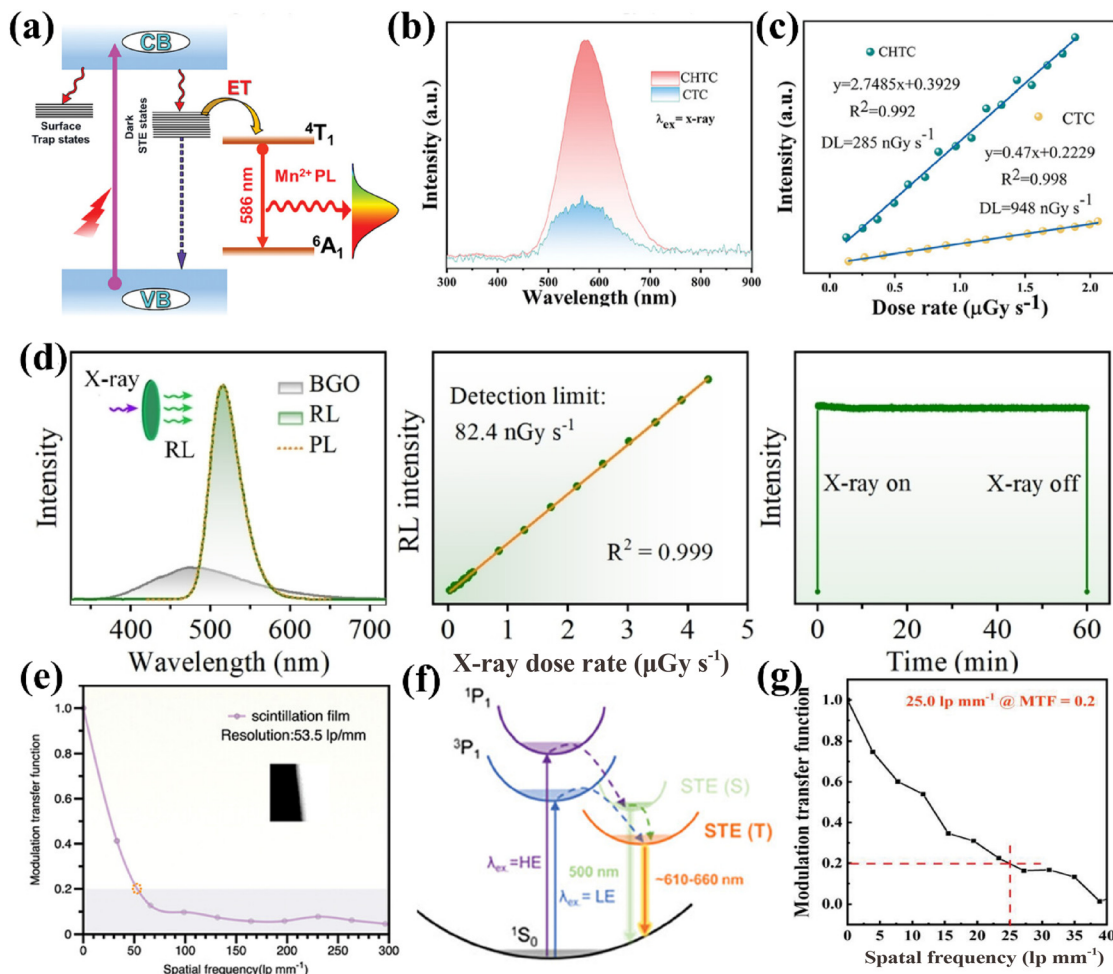 (a)
CB
ET
Surface
Trap states
Dark
STE states
⁴T₁
586 nm
Mn²⁺ PL
⁶A₁
VB
(b)
Intensity (a.u.)
CHTC
CTC
λex= x-ray
300 400 500 600 700 800 900
Wavelength (nm)
(c)
Intensity (a.u.)
CHTC
y=2.7485x+0.3929
R²=0.992
DL=285 nGy s⁻¹
CTC
y=0.47x+0.2229
R²=0.998
DL=948 nGy s⁻¹
0.0 0.5 1.0 1.5 2.0
Dose rate (μGy s⁻¹)
(d)
Intensity
X-ray
RL
BGO
RL
PL
400 500 600 700
Wavelength (nm)
RL intensity
Detection limit:
82.4 nGy s⁻¹
R² = 0.999
0 1 2 3 4 5
X-ray dose rate (μGy s⁻¹)
Intensity
X-ray on
X-ray off
0 20 40 60
Time (min)
(e)
Modulation transfer function
1.0
0.8
0.6
0.4
0.2
0
scintillation film
Resolution:53.5 lp/mm
0 50 100 150 200 250 300
Spatial frequency(lp mm⁻¹)
(f)
¹P₁
³P₁
STE (S)
STE (T)
λex.=HE
λex.=LE
500 nm
~610-660 nm
¹S₀
(g)
Modulation transfer function
1.0
0.8
0.6
0.4
0.2
0.0
25.0 lp mm⁻¹ @ MTF = 0.2
0 5 10 15 20 25 30 35 40
Spatal frequency (lp mm⁻¹)